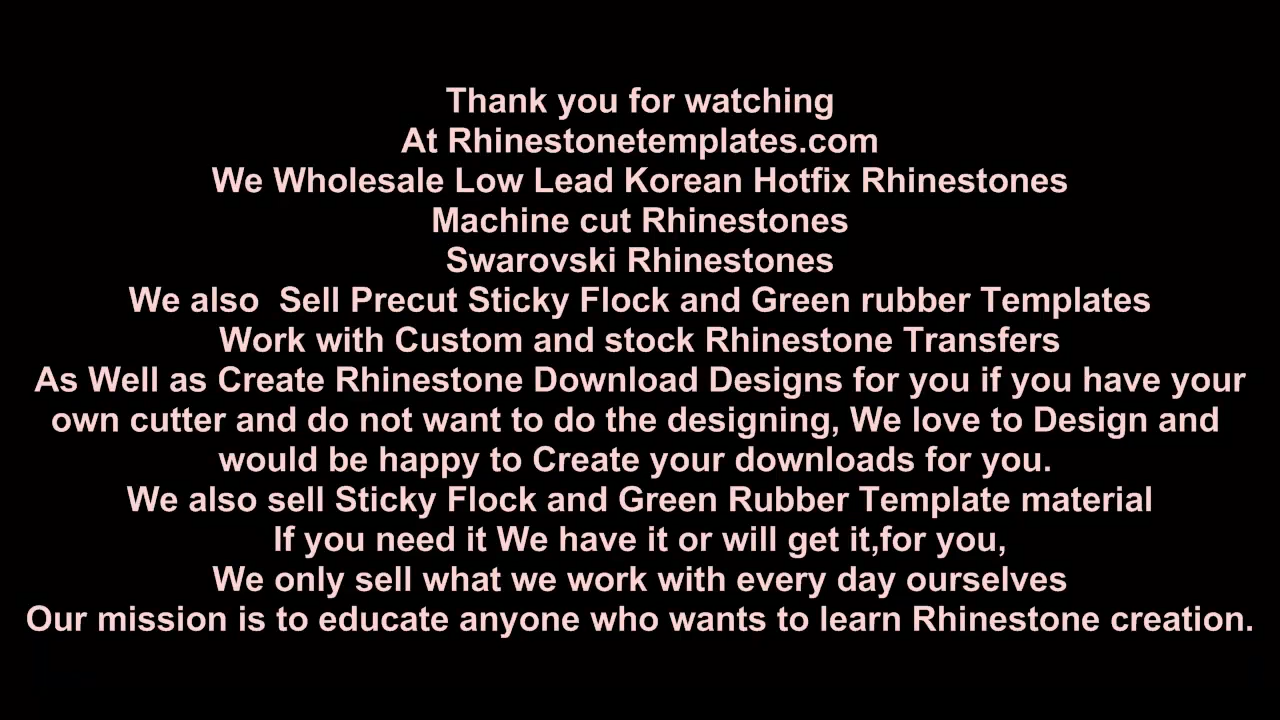 Thank you for watching
At Rhinestonetemplates.com
We Wholesale Low Lead Korean Hotfix Rhinestones
Machine cut Rhinestones
Swarovski Rhinestones
We also  Sell Precut Sticky Flock and Green rubber Templates
Work with Custom and stock Rhinestone Transfers
As Well as Create Rhinestone Download Designs for you if you have your
own cutter and do not want to do the designing, We love to Design and
would be happy to Create your downloads for you.
We also sell Sticky Flock and Green Rubber Template material
If you need it We have it or will get it,for you,
We only sell what we work with every day ourselves
Our mission is to educate anyone who wants to learn Rhinestone creation.